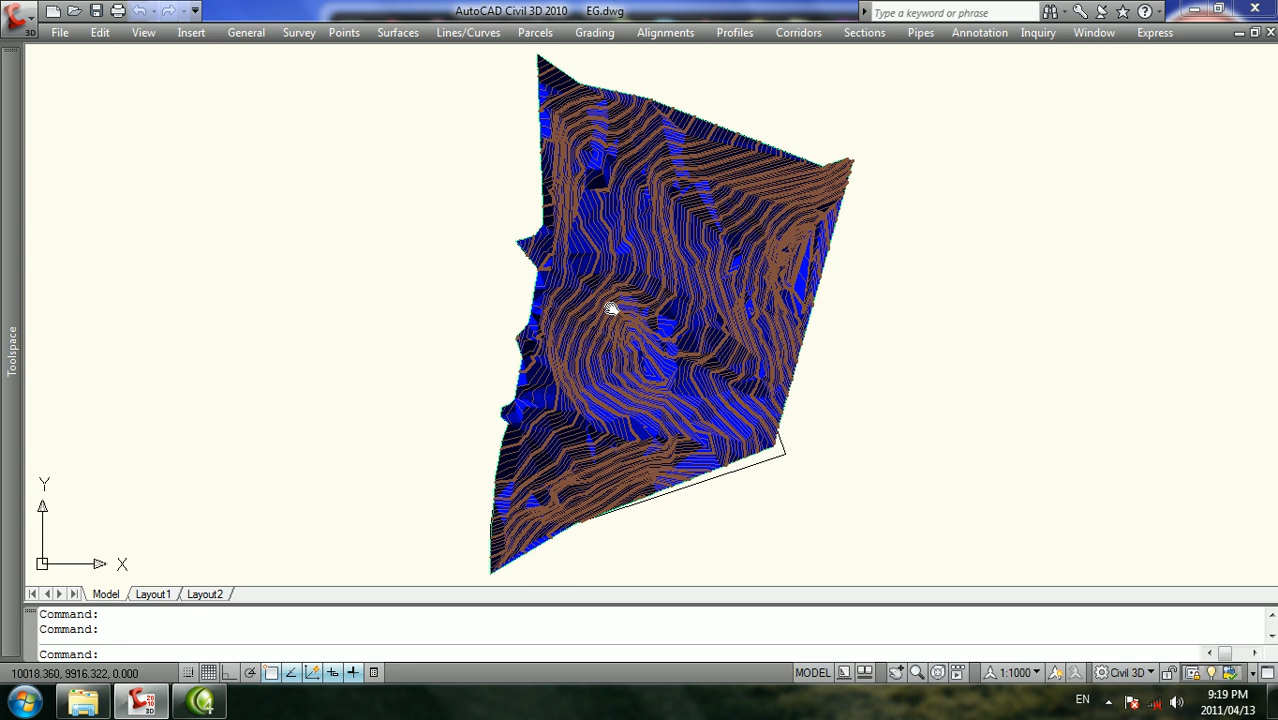 AutoCAD Civil 3D 2010 EG.dwg
Type a keyword or phrase
3D
File Edit View Insert General Survey Points Surfaces Lines/Curves Parcels Grading Alignments Profiles Corridors Sections Pipes Annotation Inquiry Window Express
Toolspace
Y
X
Model Layout1 Layout2
Command:
Command:
Command:
10018.360, 9916.322, 0.000
MODEL
1:1000
Civil 3D
EN
9:19 PM
2011/04/13